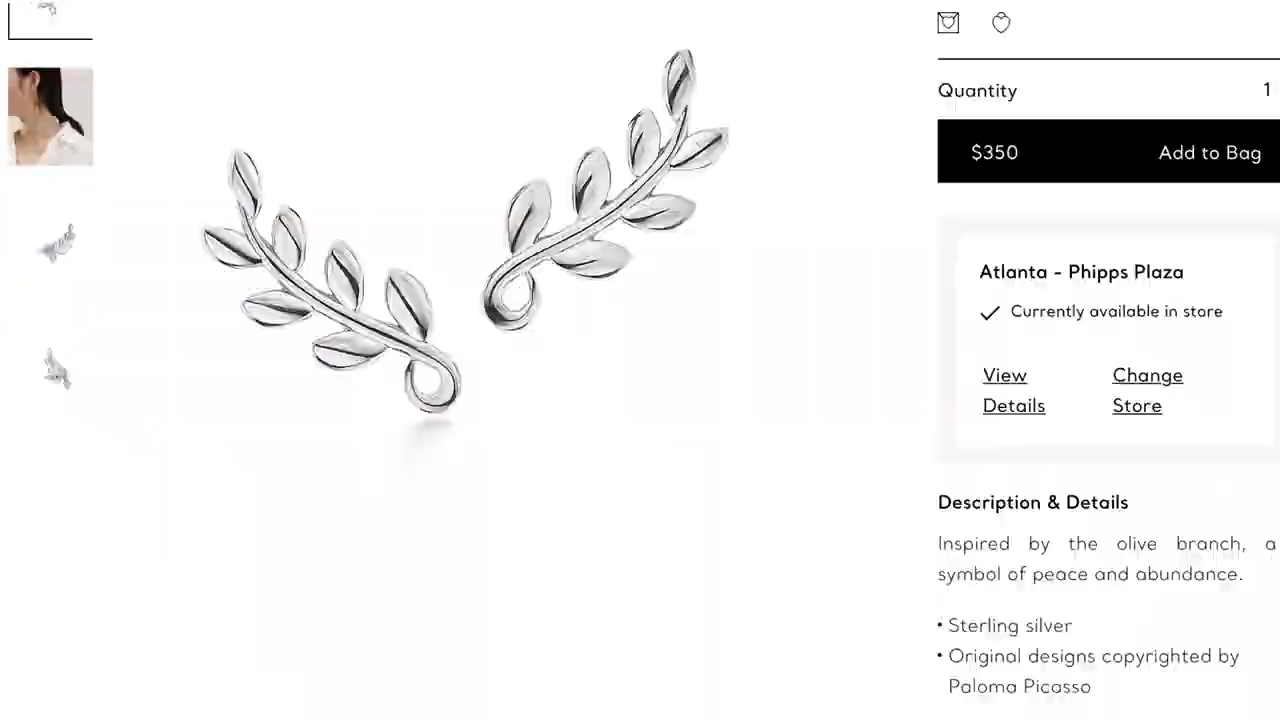 Quantity 1
$350 Add to Bag
Atlanta - Phipps Plaza
Currently available in store
View Details
Change Store
Description & Details
Inspired by the olive branch, a
symbol of peace and abundance.
• Sterling silver
• Original designs copyrighted by
Paloma Picasso